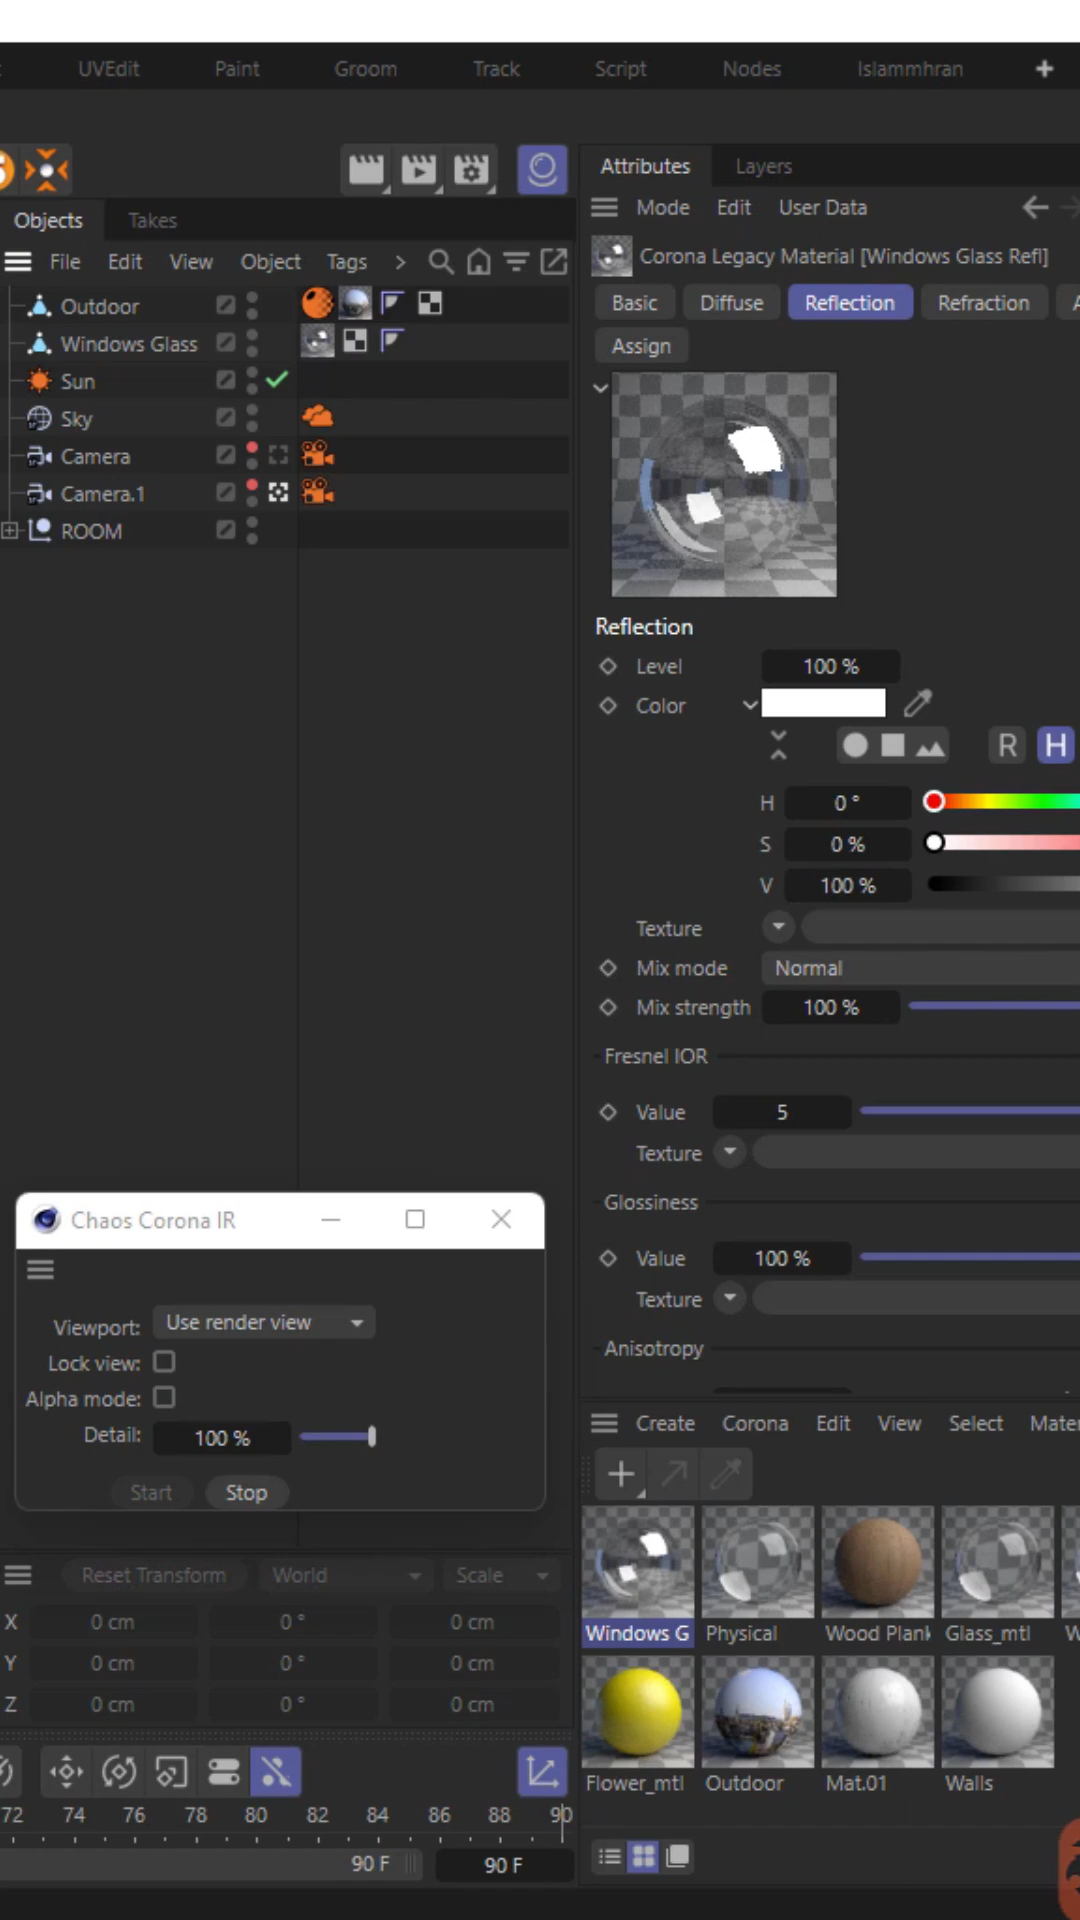 UVEdit Paint Groom Track Script Nodes Islammhran
Attributes Layers
Objects Takes
Mode Edit User Data
File Edit View Object Tags
Corona Legacy Material [Windows Glass Refl]
Basic Diffuse Reflection Refraction
Assign
Outdoor
Windows Glass
Sun
Sky
Camera
Camera.1
ROOM
Reflection
Level 100 %
Color
R H
H 0 °
S 0 %
V 100 %
Texture
Mix mode Normal
Mix strength 100 %
Fresnel IOR
Value 5
Texture
Glossiness
Value 100 %
Texture
Anisotropy
Chaos Corona IR
Viewport: Use render view
Lock view:
Alpha mode:
Detail: 100 %
Start Stop
Create Corona Edit View Select Mater
Windows G Physical Wood Plank Glass_mtl W
Flower_mtl Outdoor Mat.01 Walls
Reset Transform World Scale
X 0 cm 0 ° 0 cm
Y 0 cm 0 ° 0 cm
Z 0 cm 0 ° 0 cm
72 74 76 78 80 82 84 86 88 90
90 F 90 F